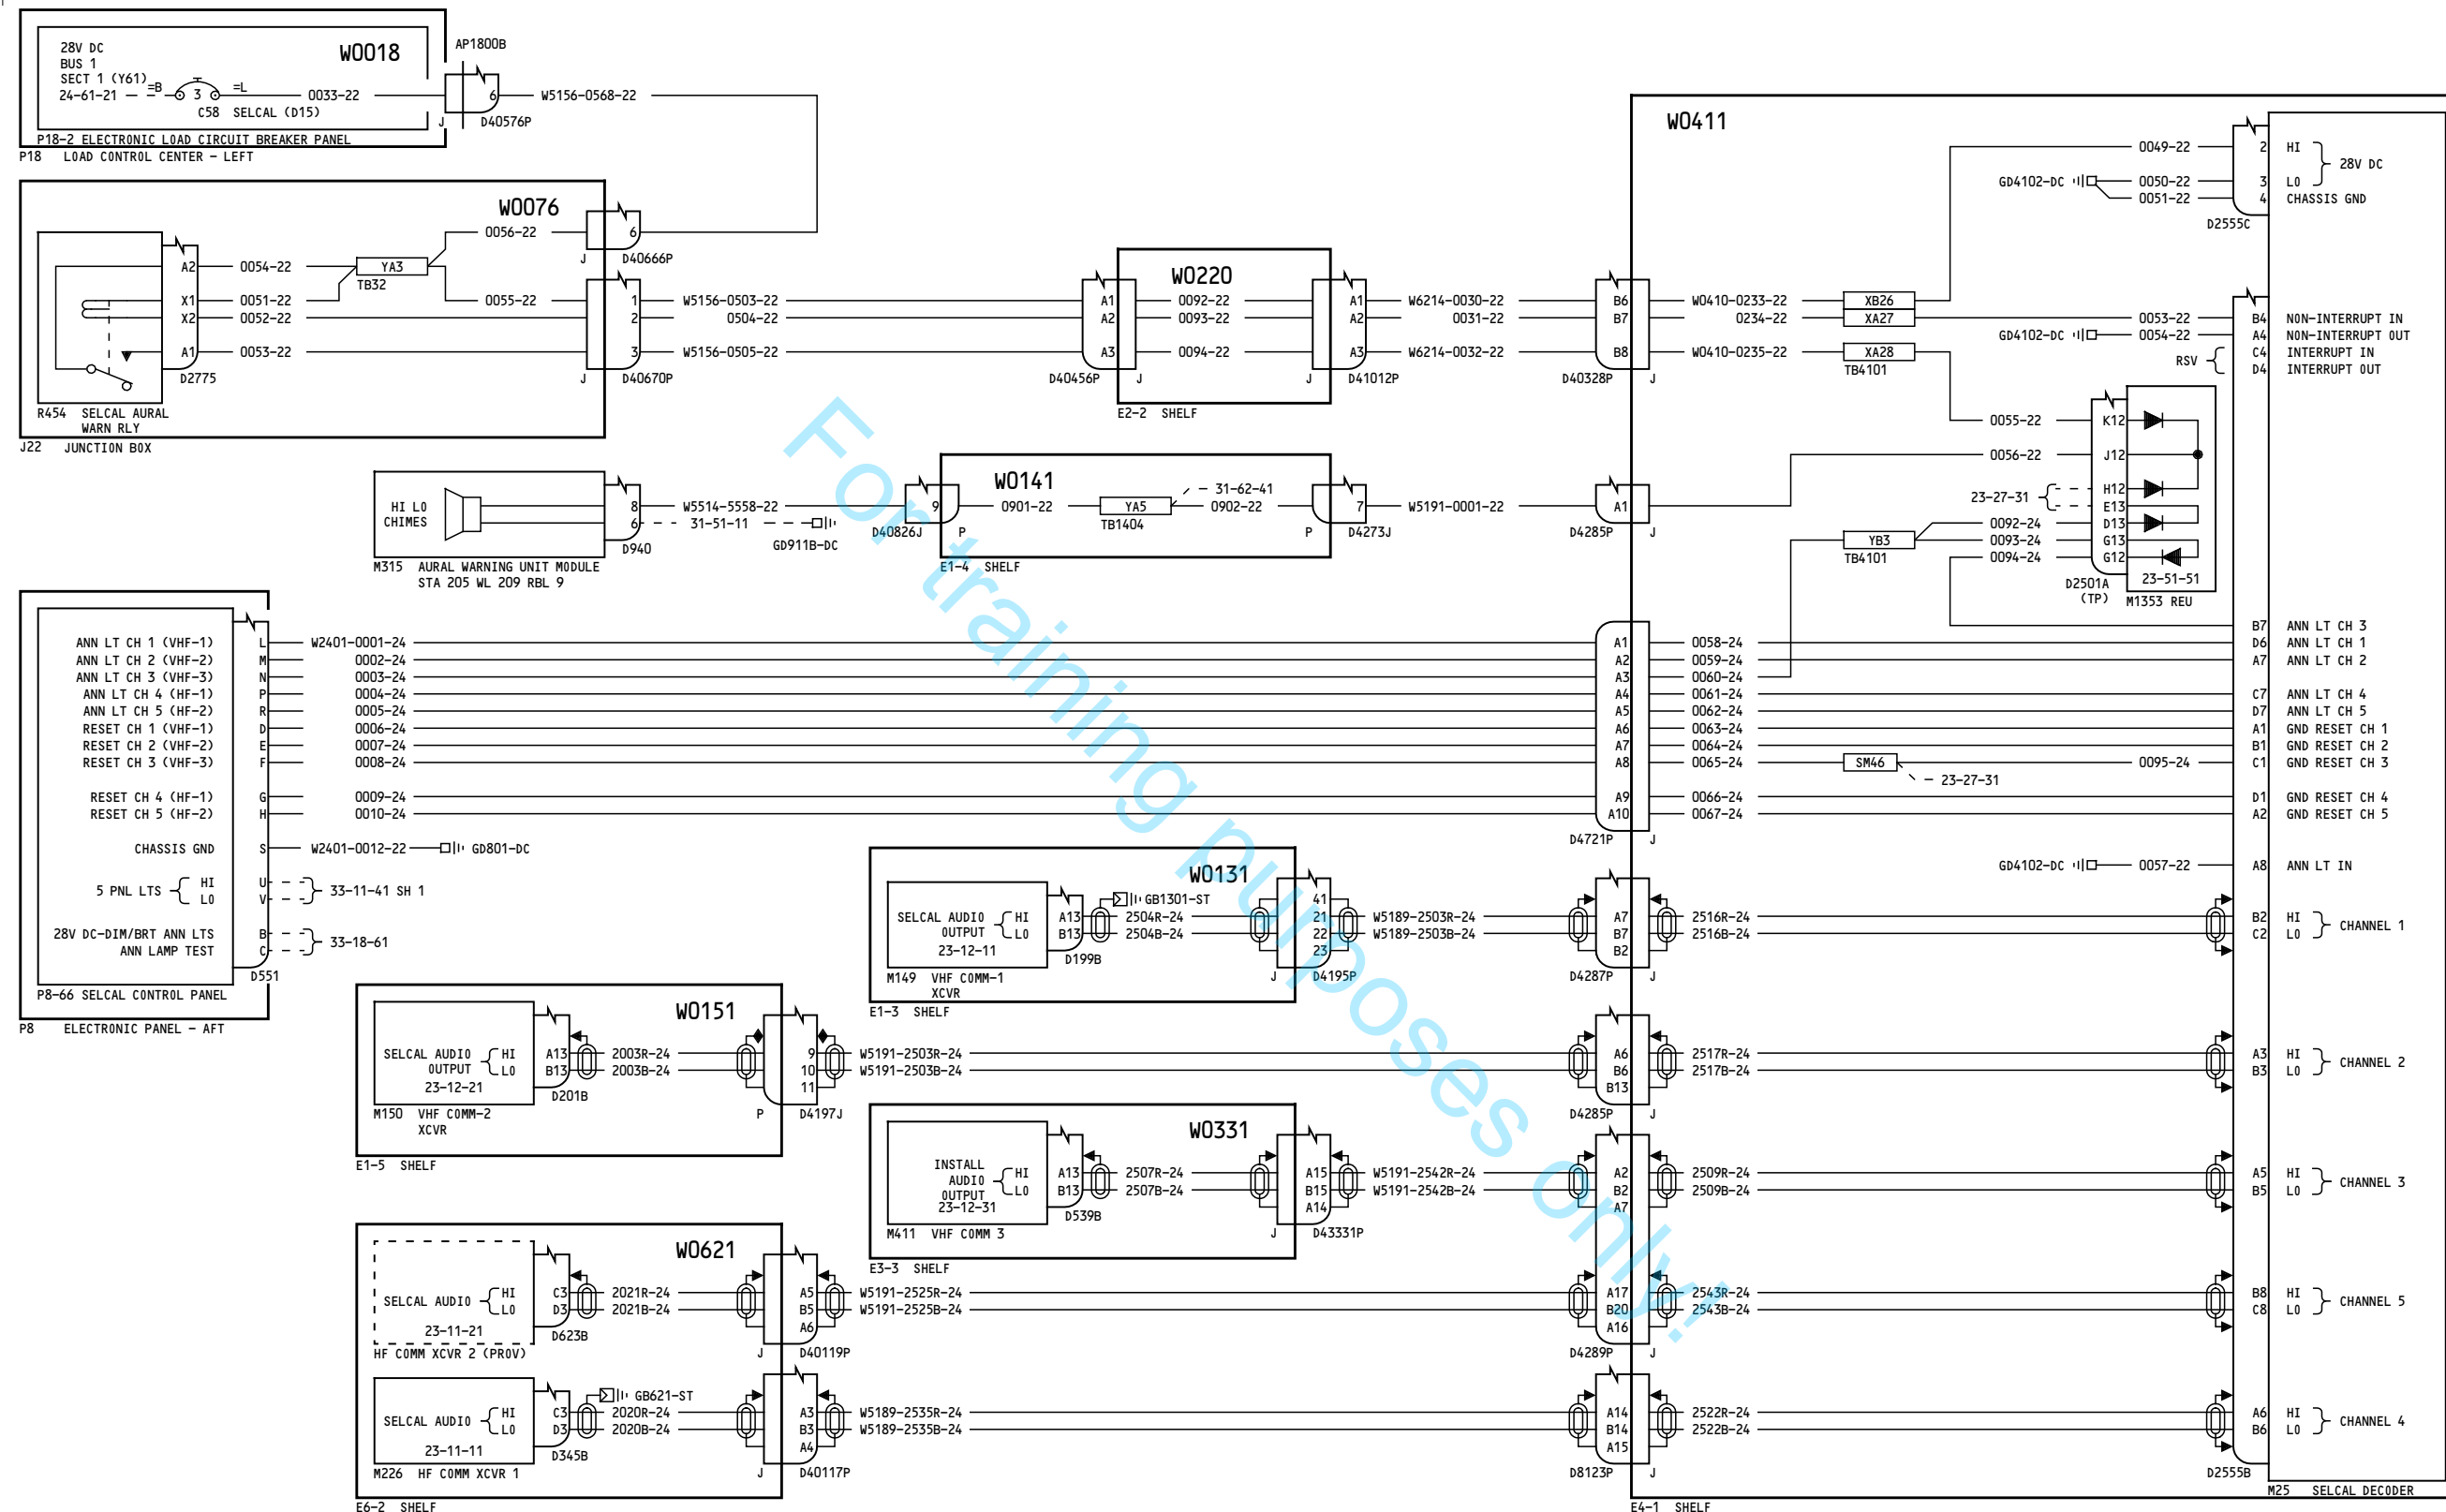 28V DC
BUS 1
SECT 1 (Y61)
24-61-21
=B
3
=L
0033-22
C58 SELCAL (D15)
W0018
P18-2 ELECTRONIC LOAD CIRCUIT BREAKER PANEL
P18 LOAD CONTROL CENTER - LEFT
AP1800B
6
J
D40576P
W5156-0568-22
W0076
0056-22
6
J
D40666P
A2
0054-22
YA3
TB32
X1
0051-22
0055-22
1
W5156-0503-22
X2
0052-22
2
0504-22
A1
0053-22
3
W5156-0505-22
D2775
J
D40670P
R454 SELCAL AURAL
WARN RLY
J22 JUNCTION BOX
W0220
A1
0092-22
A1
W6214-0030-22
A2
0093-22
A2
0031-22
A3
0094-22
A3
W6214-0032-22
D40456P
J
J
D41012P
E2-2 SHELF
B6
B7
B8
D40328P
J
W0411
W0410-0233-22
XB26
0234-22
XA27
W0410-0235-22
XA28
TB4101
0049-22
2
HI
28V DC
GD4102-DC
0050-22
3
LO
0051-22
4
CHASSIS GND
D2555C
0053-22
B4
NON-INTERRUPT IN
GD4102-DC
0054-22
A4
NON-INTERRUPT OUT
RSV
C4
INTERRUPT IN
D4
INTERRUPT OUT
0055-22
K12
0056-22
J12
23-27-31
H12
E13
0092-24
D13
0093-24
G13
0094-24
G12
YB3
TB4101
D2501A
(TP)
23-51-51
M1353 REU
HI LO
CHIMES
8
W5514-5558-22
6
31-51-11
GD911B-DC
D940
M315 AURAL WARNING UNIT MODULE
STA 205 WL 209 RBL 9
W0141
9
0901-22
YA5
TB1404
31-62-41
0902-22
7
W5191-0001-22
D40826J
P
P
D4273J
E1-4 SHELF
A1
D4285P
J
ANN LT CH 1 (VHF-1)
L
W2401-0001-24
A1
0058-24
ANN LT CH 2 (VHF-2)
M
0002-24
A2
0059-24
ANN LT CH 3 (VHF-3)
N
0003-24
A3
0060-24
ANN LT CH 4 (HF-1)
P
0004-24
A4
0061-24
ANN LT CH 5 (HF-2)
R
0005-24
A5
0062-24
RESET CH 1 (VHF-1)
D
0006-24
A6
0063-24
RESET CH 2 (VHF-2)
E
0007-24
A7
0064-24
RESET CH 3 (VHF-3)
F
0008-24
A8
0065-24
SM46
23-27-31
0095-24
RESET CH 4 (HF-1)
G
0009-24
A9
0066-24
RESET CH 5 (HF-2)
H
0010-24
A10
0067-24
D4721P
J
B7
ANN LT CH 3
D6
ANN LT CH 1
A7
ANN LT CH 2
C7
ANN LT CH 4
D7
ANN LT CH 5
A1
GND RESET CH 1
B1
GND RESET CH 2
C1
GND RESET CH 3
D1
GND RESET CH 4
A2
GND RESET CH 5
CHASSIS GND
S
W2401-0012-22
GD801-DC
5 PNL LTS
HI
LO
U
V
33-11-41 SH 1
28V DC-DIM/BRT ANN LTS
B
ANN LAMP TEST
C
33-18-61
D551
P8-66 SELCAL CONTROL PANEL
P8 ELECTRONIC PANEL - AFT
GD4102-DC
0057-22
A8
ANN LT IN
W0131
SELCAL AUDIO
OUTPUT
HI
LO
23-12-11
A13
B13
D199B
GB1301-ST
2504R-24
2504B-24
41
21
22
23
J
D4195P
W5189-2503R-24
W5189-2503B-24
M149 VHF COMM-1
XCVR
E1-3 SHELF
A7
B7
B2
D4287P
J
2516R-24
2516B-24
B2
C2
HI
LO
CHANNEL 1
W0151
SELCAL AUDIO
OUTPUT
HI
LO
23-12-21
A13
B13
D201B
2003R-24
2003B-24
9
10
11
P
D4197J
W5191-2503R-24
W5191-2503B-24
M150 VHF COMM-2
XCVR
E1-5 SHELF
A6
B6
B13
D4285P
J
2517R-24
2517B-24
A3
B3
HI
LO
CHANNEL 2
W0331
INSTALL
AUDIO
OUTPUT
HI
LO
23-12-31
A13
B13
D539B
2507R-24
2507B-24
A15
B15
A14
J
D43331P
W5191-2542R-24
W5191-2542B-24
M411 VHF COMM 3
E3-3 SHELF
A2
B2
A7
2509R-24
2509B-24
A5
B5
HI
LO
CHANNEL 3
W0621
SELCAL AUDIO
HI
LO
23-11-21
C3
D3
D623B
2021R-24
2021B-24
A5
B5
A6
J
D40119P
W5191-2525R-24
W5191-2525B-24
HF COMM XCVR 2 (PROV)
A17
B20
A16
D4289P
J
2543R-24
2543B-24
B8
C8
HI
LO
CHANNEL 5
SELCAL AUDIO
HI
LO
23-11-11
C3
D3
D345B
GB621-ST
2020R-24
2020B-24
A3
B3
A4
J
D40117P
W5189-2535R-24
W5189-2535B-24
M226 HF COMM XCVR 1
E6-2 SHELF
A14
B14
A15
D8123P
J
2522R-24
2522B-24
A6
B6
HI
LO
CHANNEL 4
D2555B
M25 SELCAL DECODER
E4-1 SHELF
For training purposes only!